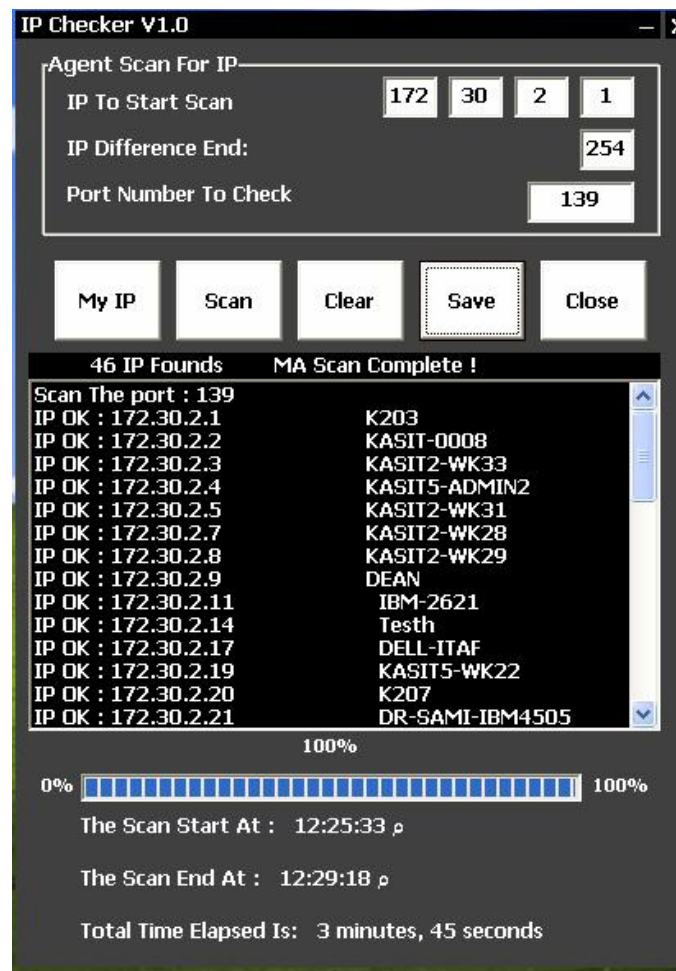 IP Checker V1.0
Agent Scan For IP
IP To Start Scan 172 30 2 1
IP Difference End: 254
Port Number To Check 139
My IP Scan Clear Save Close
46 IP Founds MA Scan Complete !
Scan The port : 139
IP OK : 172.30.2.1 K203
IP OK : 172.30.2.2 KASIT-0008
IP OK : 172.30.2.3 KASIT2-WK33
IP OK : 172.30.2.4 KASIT5-ADMIN2
IP OK : 172.30.2.5 KASIT2-WK31
IP OK : 172.30.2.7 KASIT2-WK28
IP OK : 172.30.2.8 KASIT2-WK29
IP OK : 172.30.2.9 DEAN
IP OK : 172.30.2.11 IBM-2621
IP OK : 172.30.2.14 Testh
IP OK : 172.30.2.17 DELL-ITAF
IP OK : 172.30.2.19 KASIT5-WK22
IP OK : 172.30.2.20 K207
IP OK : 172.30.2.21 DR-SAMI-IBM4505
100%
0% 100%
The Scan Start At : 12:25:33 م
The Scan End At : 12:29:18 م
Total Time Elapsed Is: 3 minutes, 45 seconds